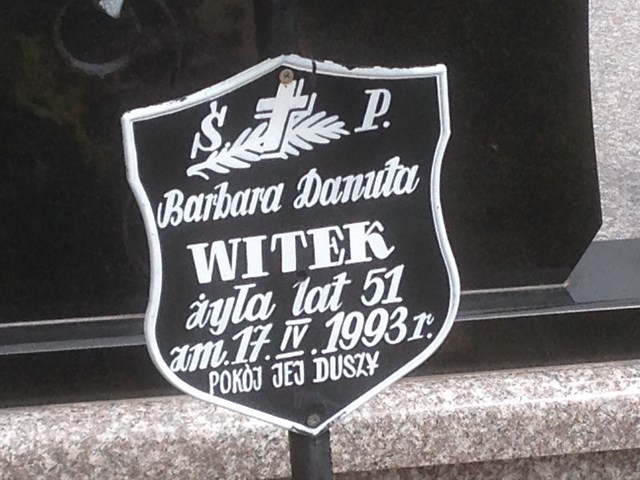 Ś. P.
Barbara Danuta
WITEK
żyła lat 51
zm. 17. IV. 1993 r.
POKÓJ JEJ DUSZY